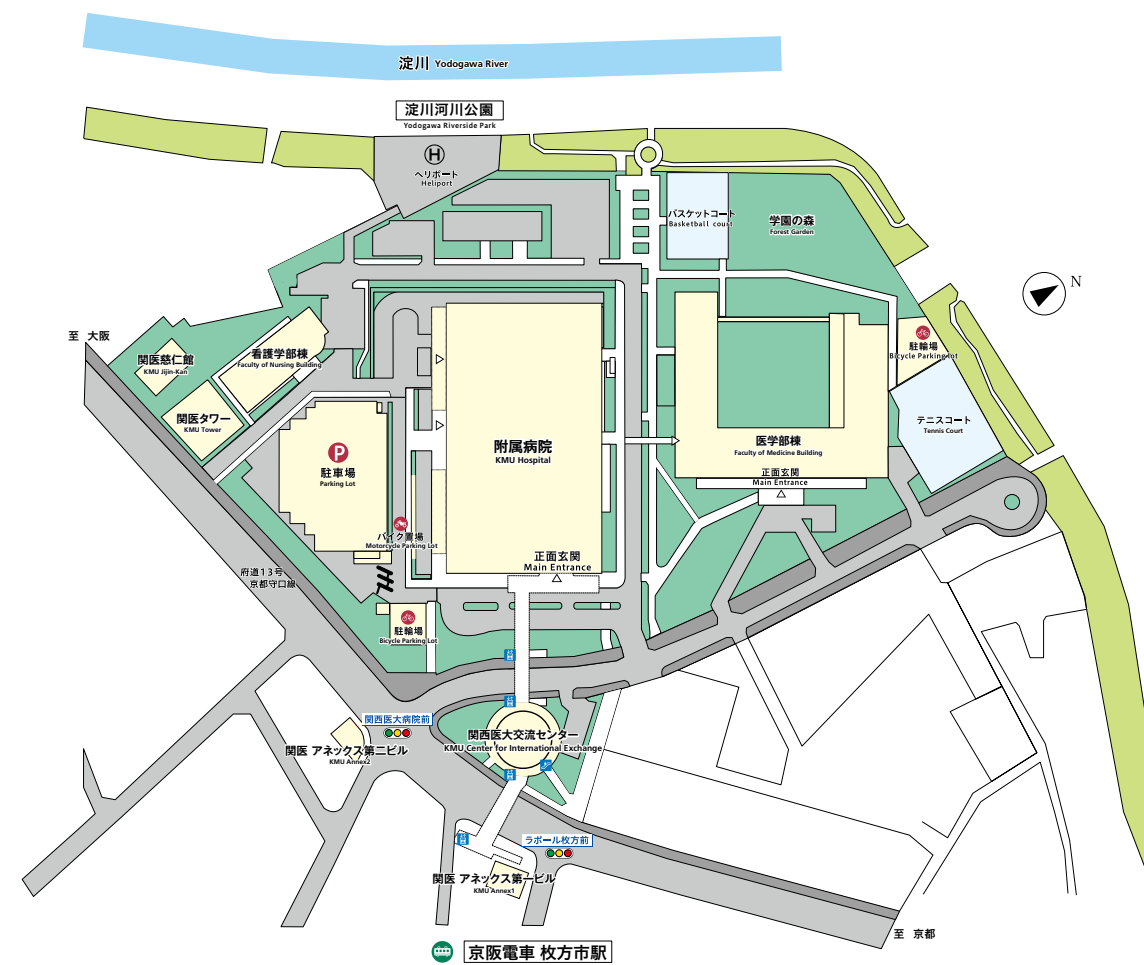 淀川 Yodogawa River
淀川河川公園
Yodogawa Riverside Park
H
ヘリポート
Heliport
バスケットコート
Basketball court
学園の森
Forest Garden
N
至 大阪
関医慈仁館
KMU Jijin-Kan
看護学部棟
Faculty of Nursing Building
駐輪場
Bicycle Parking Lot
関医タワー
KMU Tower
テニスコート
Tennis Court
附属病院
KMU Hospital
医学部棟
Faculty of Medicine Building
P
駐車場
Parking Lot
正面玄関
Main Entrance
バイク置場
Motorcycle Parking Lot
正面玄関
Main Entrance
府道13号
京都守口線
駐輪場
Bicycle Parking Lot
関西医大病院前
関西医大交流センター
KMU Center for International Exchange
関医 アネックス第二ビル
KMU Annex2
ラポール枚方前
関医 アネックス第一ビル
KMU Annex1
至 京都
京阪電車 枚方市駅